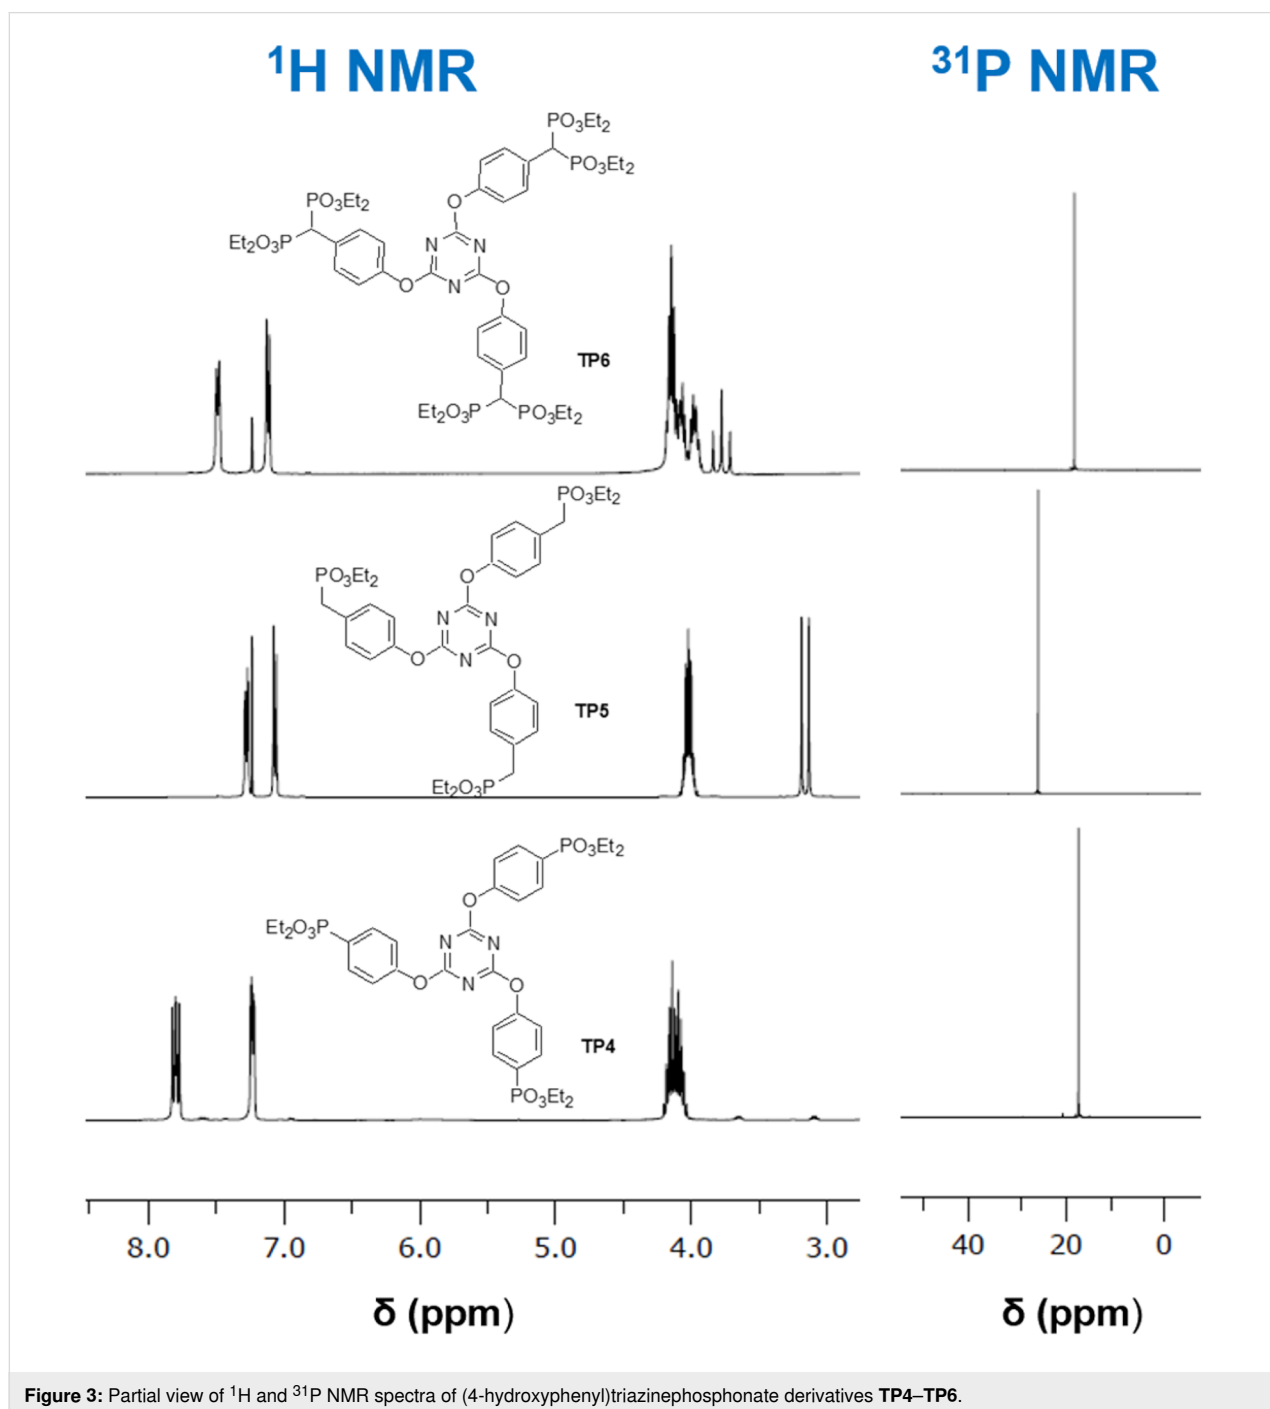 ¹H NMR
³¹P NMR
PO₃Et₂
PO₃Et₂
PO₃Et₂
Et₂O₃P
O
N N
N
O
O
TP6
Et₂O₃P PO₃Et₂
PO₃Et₂
PO₃Et₂
O
N N
N
O
O
TP5
Et₂O₃P
PO₃Et₂
O
Et₂O₃P
N N
N
O
O
TP4
PO₃Et₂
8.0 7.0 6.0 5.0 4.0 3.0
40 20 0
δ (ppm)
δ (ppm)
Figure 3: Partial view of ¹H and ³¹P NMR spectra of (4-hydroxyphenyl)triazinephosphonate derivatives TP4–TP6.